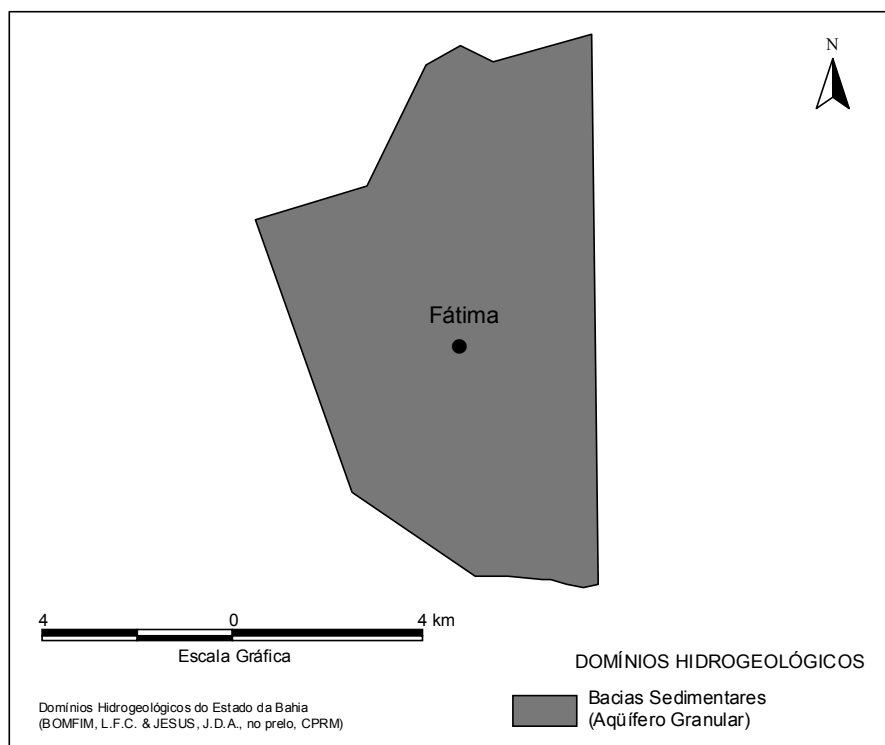 N
Fátima
4 0 4 km
Escala Gráfica
DOMÍNIOS HIDROGEOLÓGICOS
Bacias Sedimentares
(Aqüífero Granular)
Domínios Hidrogeológicos do Estado da Bahia
(BOMFIM, L.F.C. & JESUS, J.D.A., no prelo, CPRM)